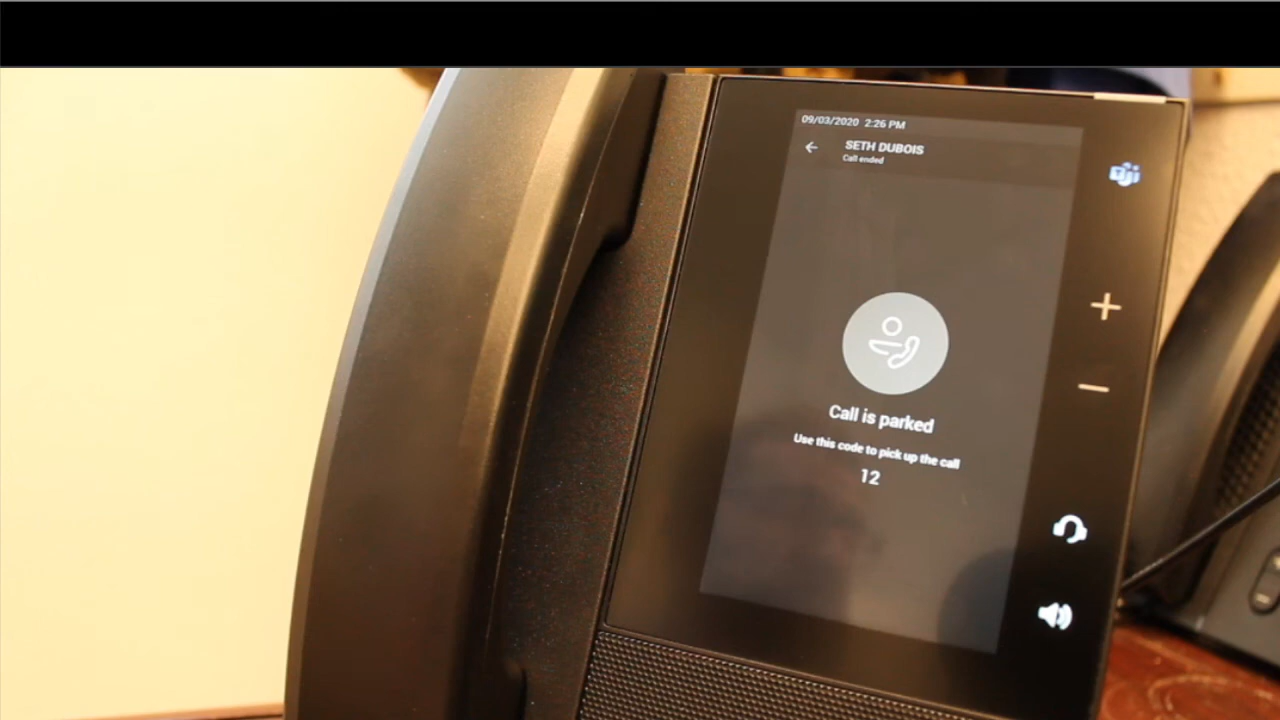 09/03/2020 2:26 PM
SETH DUBOIS
Call ended
Call is parked
Use this code to pick up the call
12